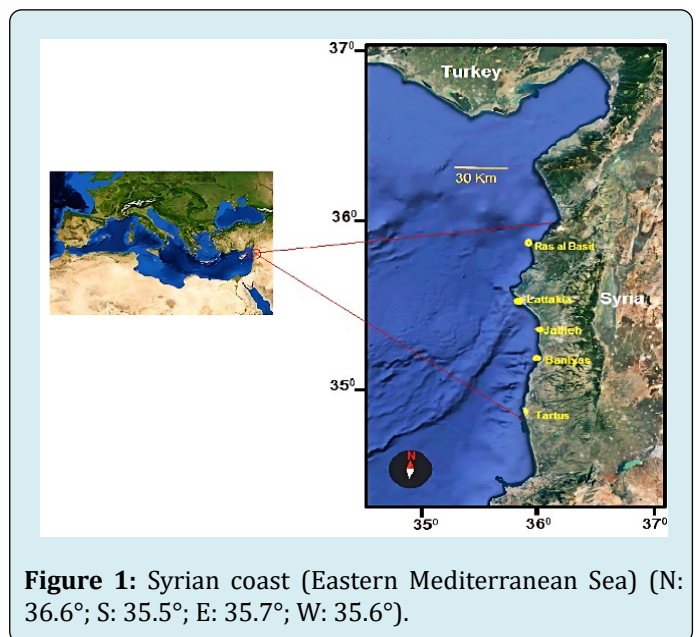 37⁰
Turkey
30 Km
36⁰
Ras al Basit
Lattakia
Syria
Jableh
Baniyas
35⁰
Tartus
N
35⁰
36⁰
37⁰
Figure 1: Syrian coast (Eastern Mediterranean Sea) (N:
36.6°; S: 35.5°; E: 35.7°; W: 35.6°).